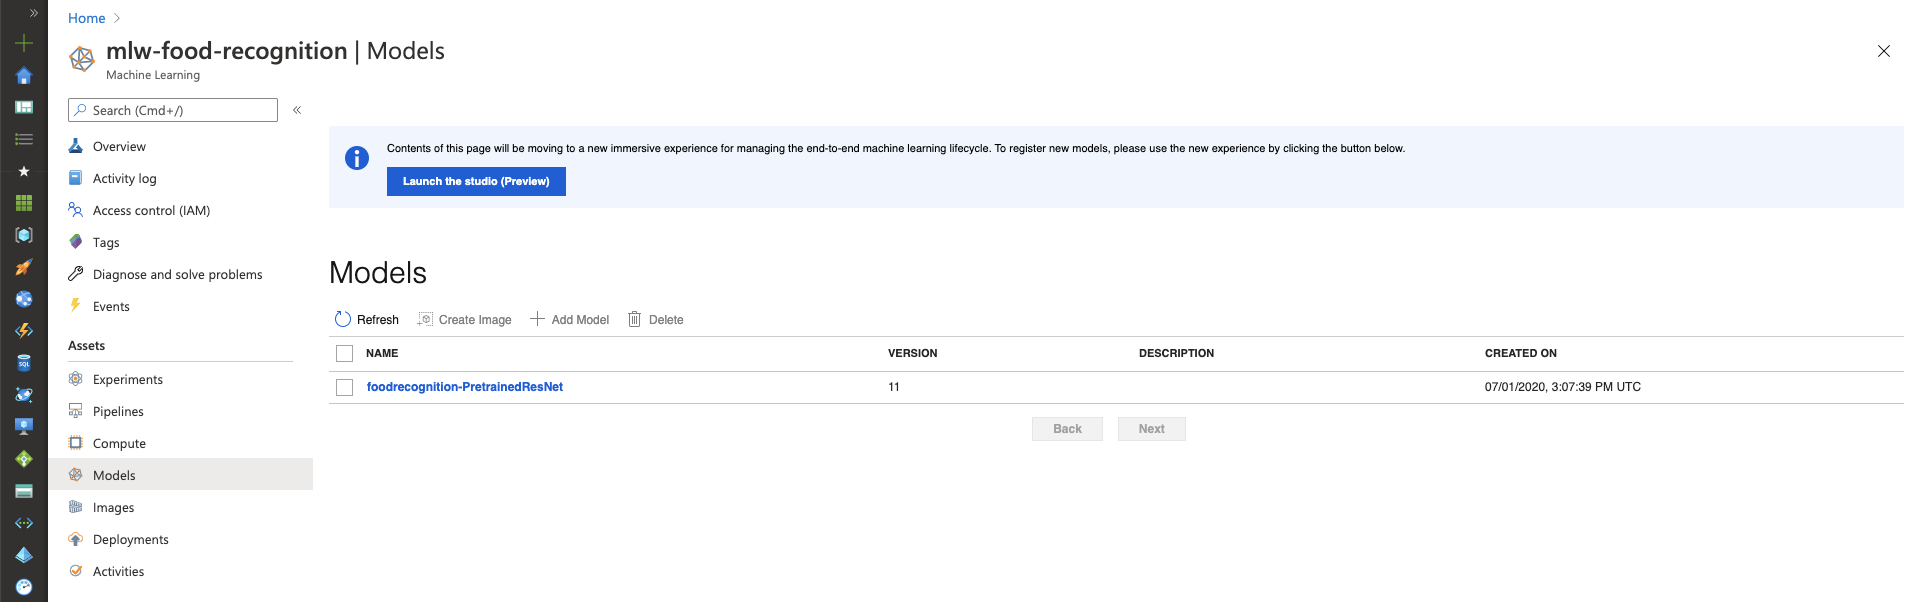 Home
mlw-food-recognition | Models
Machine Learning
Search (Cmd+/)
Overview
Activity log
Access control (IAM)
Tags
Diagnose and solve problems
Events
Assets
Experiments
Pipelines
Compute
Models
Images
Deployments
Activities
Contents of this page will be moving to a new immersive experience for managing the end-to-end machine learning lifecycle. To register new models, please use the new experience by clicking the button below.
Launch the studio (Preview)
Models
Refresh Create Image Add Model Delete
NAME VERSION DESCRIPTION CREATED ON
foodrecognition-PretrainedResNet 11 07/01/2020, 3:07:39 PM UTC
Back Next
SQL